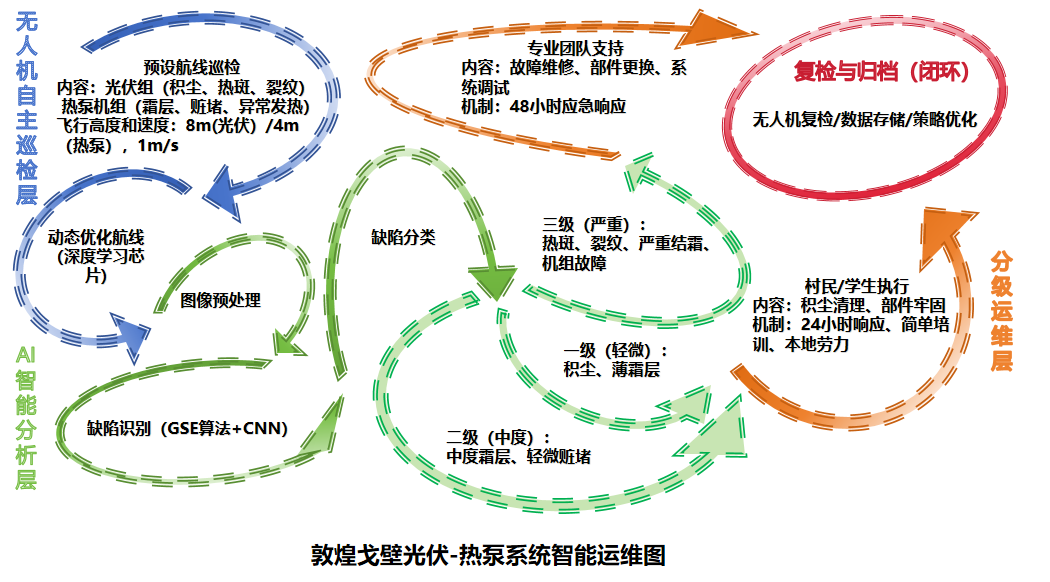 无人机自主巡检层
预设航线巡检
内容：光伏组（积尘、热斑、裂纹）
热泵机组（霜层、赃堵、异常发热）
飞行高度和速度：8m(光伏）/4m
（热泵），1m/s
动态优化航线
(深度学习芯
片)
图像预处理
AI智能分析层
缺陷识别（GSE算法+CNN）
缺陷分类
专业团队支持
内容：故障维修、部件更换、系
统调试
机制：48小时应急响应
复检与归档（闭环）
无人机复检/数据存储/策略优化
三级（严重）：
热斑、裂纹、严重结霜、
机组故障
一级（轻微）：
积尘、薄霜层
二级（中度）：
中度霜层、轻微赃堵
村民/学生执行
内容：积尘清理、部件牢固
机制：24小时响应、简单培
训、本地劳力
分级运维层
敦煌戈壁光伏-热泵系统智能运维图